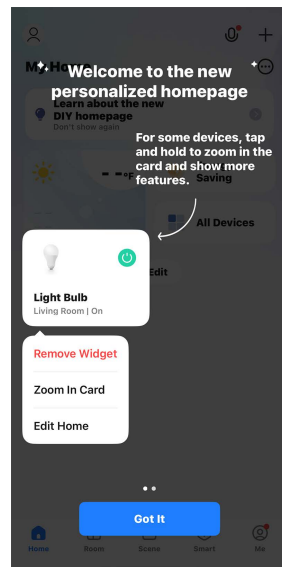 My Home
Welcome to the new
personalized homepage
Learn about the new
DIY homepage
Don't show again
For some devices, tap
and hold to zoom in the
card and show more
features.
--°F
Saving
All Devices
Light Bulb
Living Room | On
Edit
Remove Widget
Zoom In Card
Edit Home
Got It
Home
Room
Scene
Smart
Me